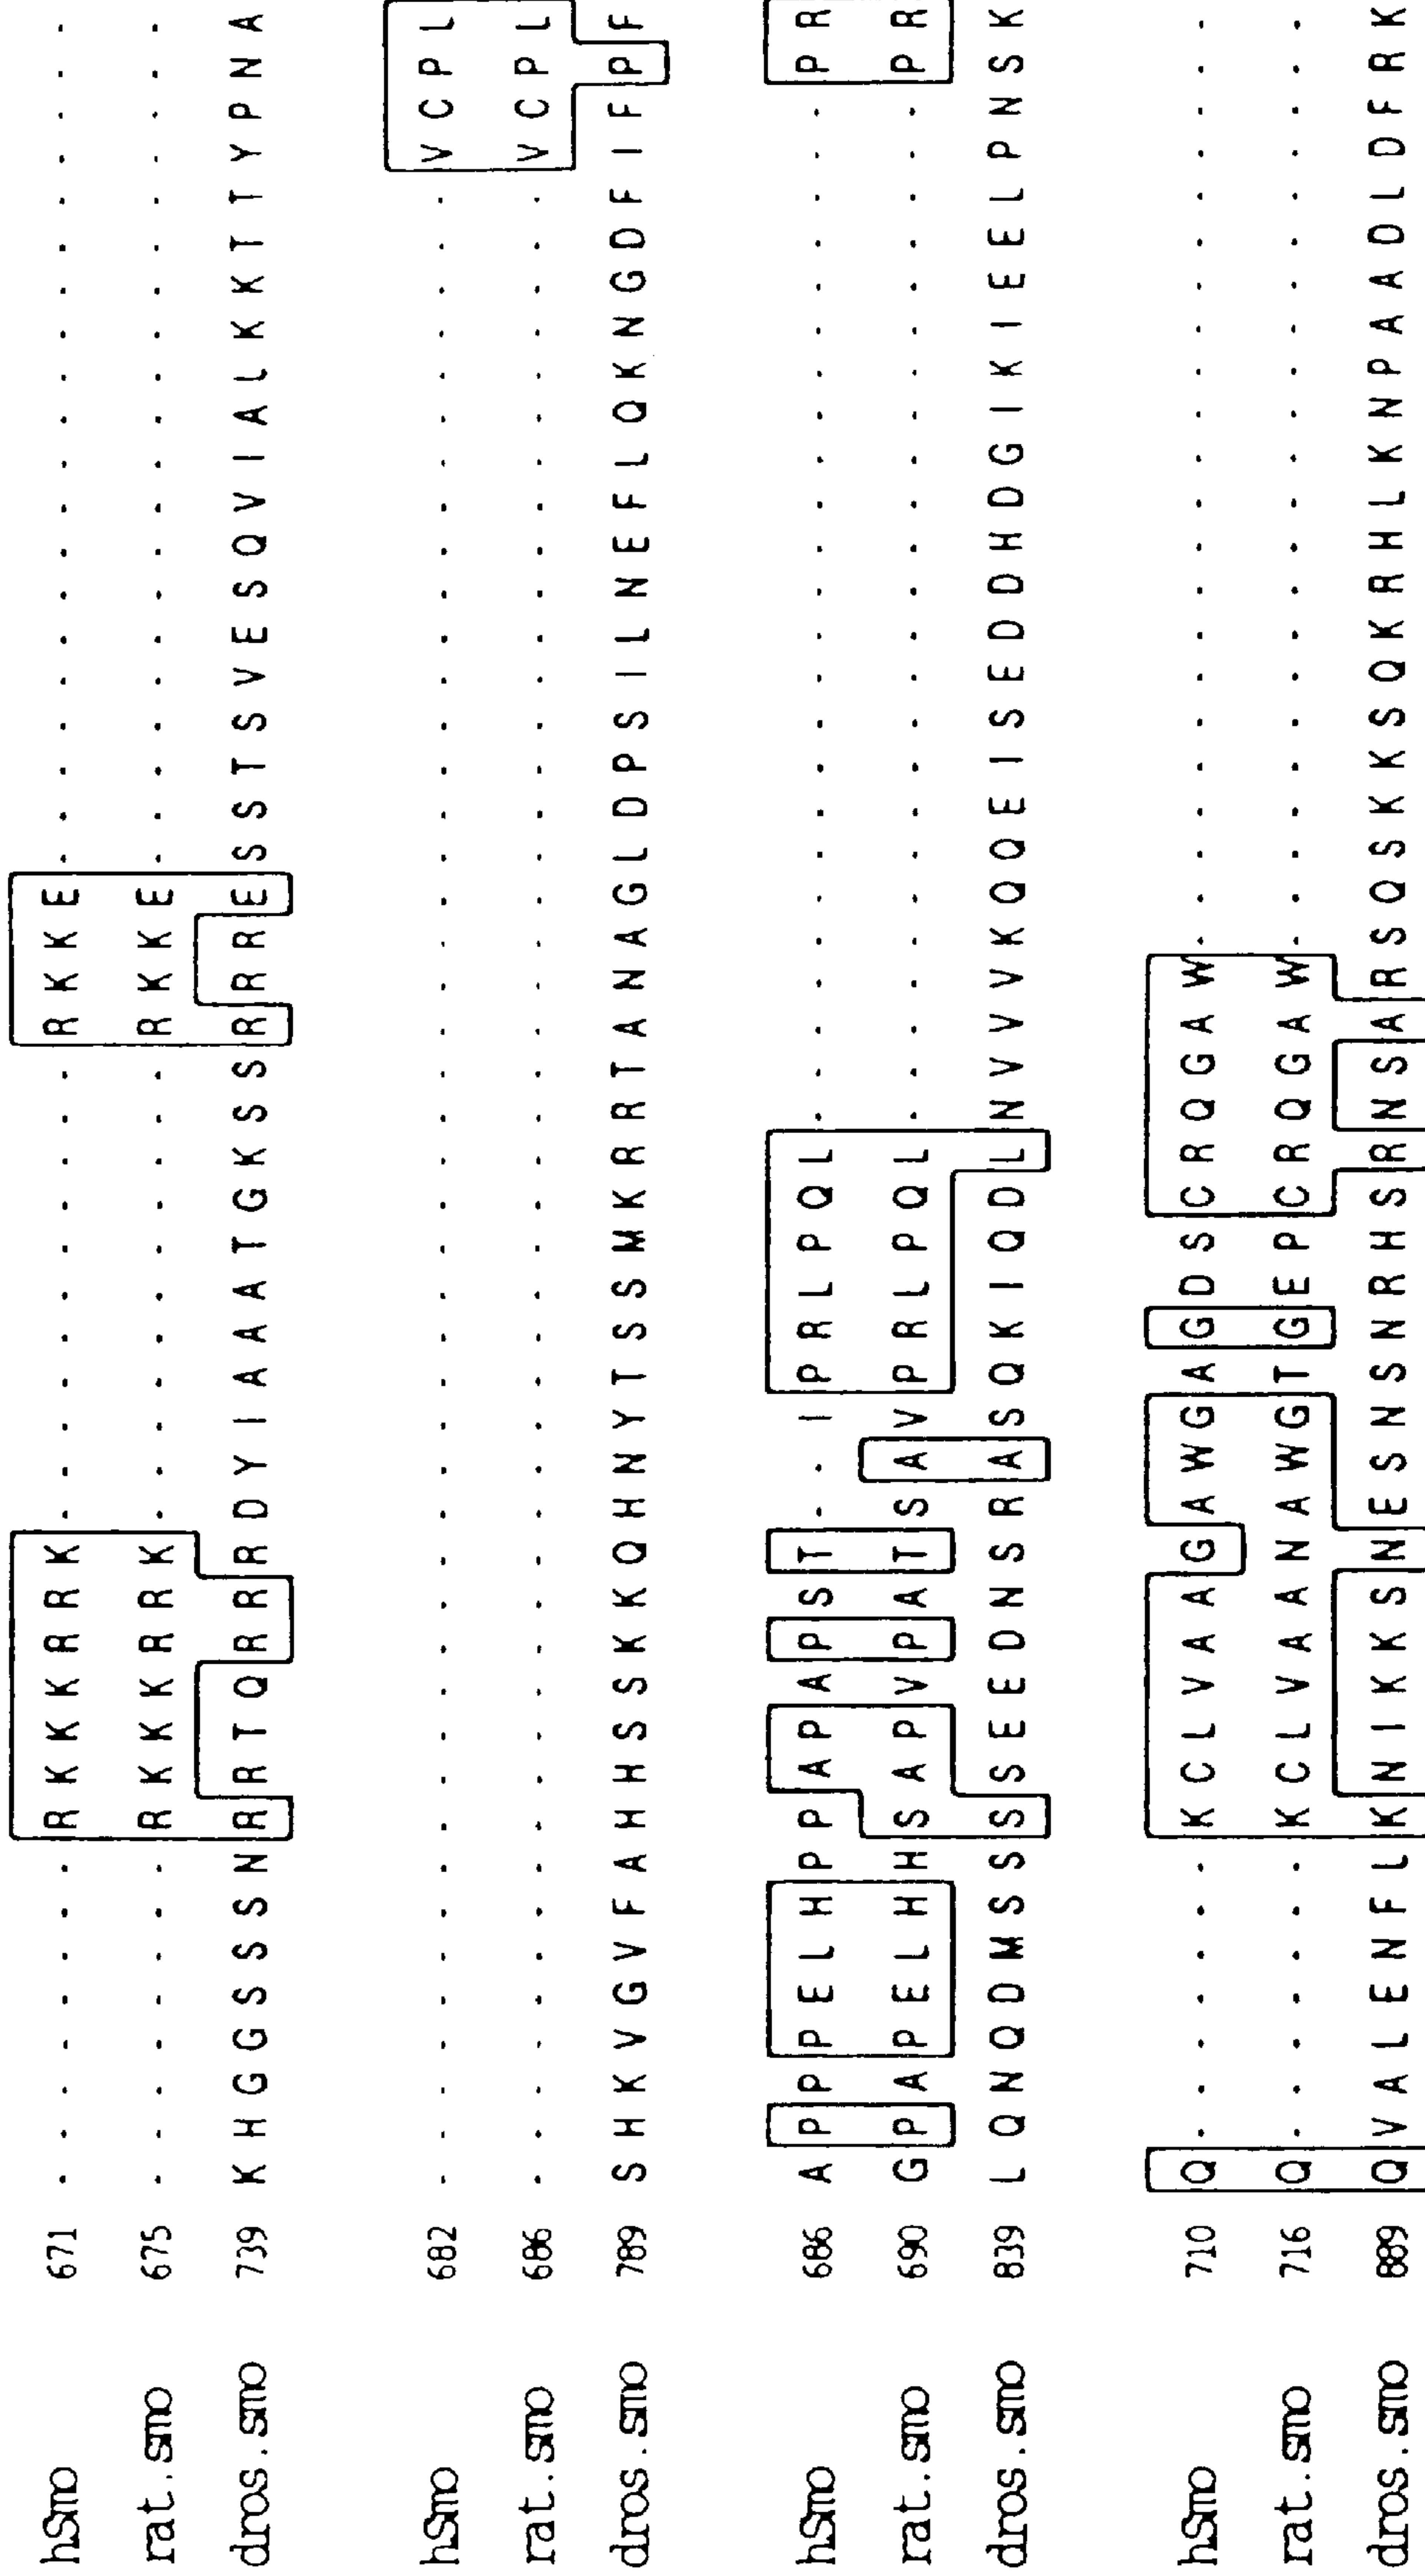 hSmo 671 . . . . . . . . R K K K R R K . . . . . . . . . . . R K K E . . . . . . . . . . . . . . . . . . . .
rat.smo 675 . . . . . . . . R K K K R R K . . . . . . . . . . . R K K E . . . . . . . . . . . . . . . . . . . .
dros.smo 739 K H G G S S S N R R T Q R R R D Y I A A A T G K S S R R R E S S T S V E S Q V I A L K K T T Y P N A
hSmo 682 . . . . . . . . . . . . . . . . . . . . . . . . . . . . . . . . . . . . . . . . . . . . . . V C P L
rat.smo 686 . . . . . . . . . . . . . . . . . . . . . . . . . . . . . . . . . . . . . . . . . . . . . . V C P L
dros.smo 789 S H K V G V F A H H S S K K Q H N Y T S S M K R R T A N A G L D P S I L N E F L Q K N G D F I F P F
hSmo 686 A P P P E L H P P A P A P S T . . I P R L P Q L . . . . . . . . . . . . . . . . . . . . . . . . P R
rat.smo 690 G P A P E L H H S A P V P A T S A V P R L P Q L . . . . . . . . . . . . . . . . . . . . . . . . P R
dros.smo 839 L Q N Q D M S S S S E E D N S R A S Q K I Q D L N V V V K Q Q E I S E D D H D G I K I E E L P N S K
hSmo 710 Q . . . . . . . K C L V A A G A W G A G D S C R Q G A W . . . . . . . . . . . . . . . . . . . . . .
rat.smo 716 Q . . . . . . . K C L V A A N A W G T G E P C R Q G A W . . . . . . . . . . . . . . . . . . . . . .
dros.smo 889 Q V A L E N F L K N I K K S N E S N S N R H S R N S A R S Q S K K S Q K R H L K N P A A D L D F R K